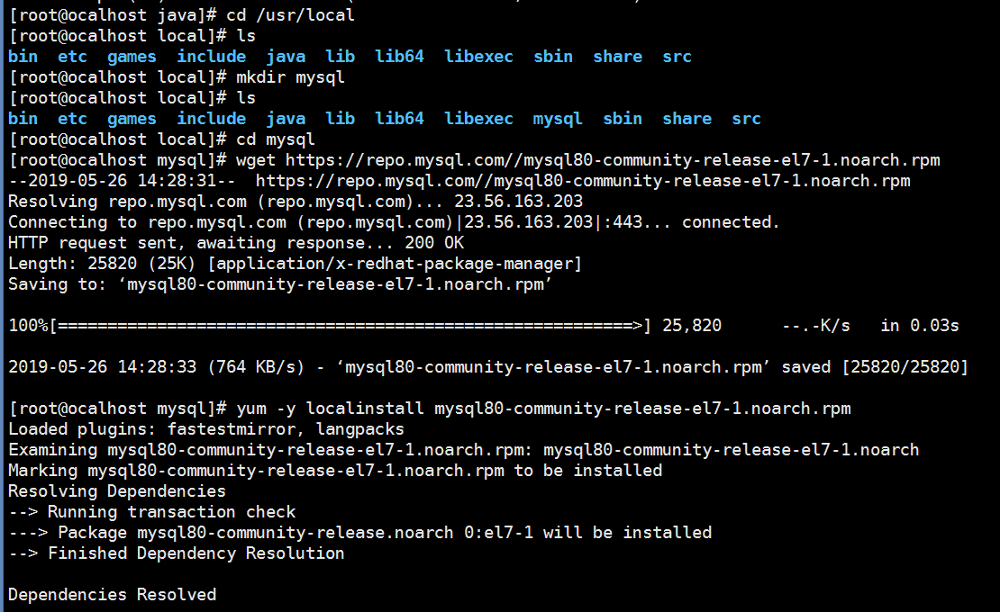 [root@ocalhost java]# cd /usr/local
[root@ocalhost local]# ls
bin  etc  games  include  java  lib  lib64  libexec  sbin  share  src
[root@ocalhost local]# mkdir mysql
[root@ocalhost local]# ls
bin  etc  games  include  java  lib  lib64  libexec  mysql  sbin  share  src
[root@ocalhost local]# cd mysql
[root@ocalhost mysql]# wget https://repo.mysql.com//mysql80-community-release-el7-1.noarch.rpm
--2019-05-26 14:28:31--  https://repo.mysql.com//mysql80-community-release-el7-1.noarch.rpm
Resolving repo.mysql.com (repo.mysql.com)... 23.56.163.203
Connecting to repo.mysql.com (repo.mysql.com)|23.56.163.203|:443... connected.
HTTP request sent, awaiting response... 200 OK
Length: 25820 (25K) [application/x-redhat-package-manager]
Saving to: ‘mysql80-community-release-el7-1.noarch.rpm’
100%[==========================================================>] 25,820      --.-K/s   in 0.03s
2019-05-26 14:28:33 (764 KB/s) - ‘mysql80-community-release-el7-1.noarch.rpm’ saved [25820/25820]
[root@ocalhost mysql]# yum -y localinstall mysql80-community-release-el7-1.noarch.rpm
Loaded plugins: fastestmirror, langpacks
Examining mysql80-community-release-el7-1.noarch.rpm: mysql80-community-release-el7-1.noarch
Marking mysql80-community-release-el7-1.noarch.rpm to be installed
Resolving Dependencies
--> Running transaction check
---> Package mysql80-community-release.noarch 0:el7-1 will be installed
--> Finished Dependency Resolution
Dependencies Resolved